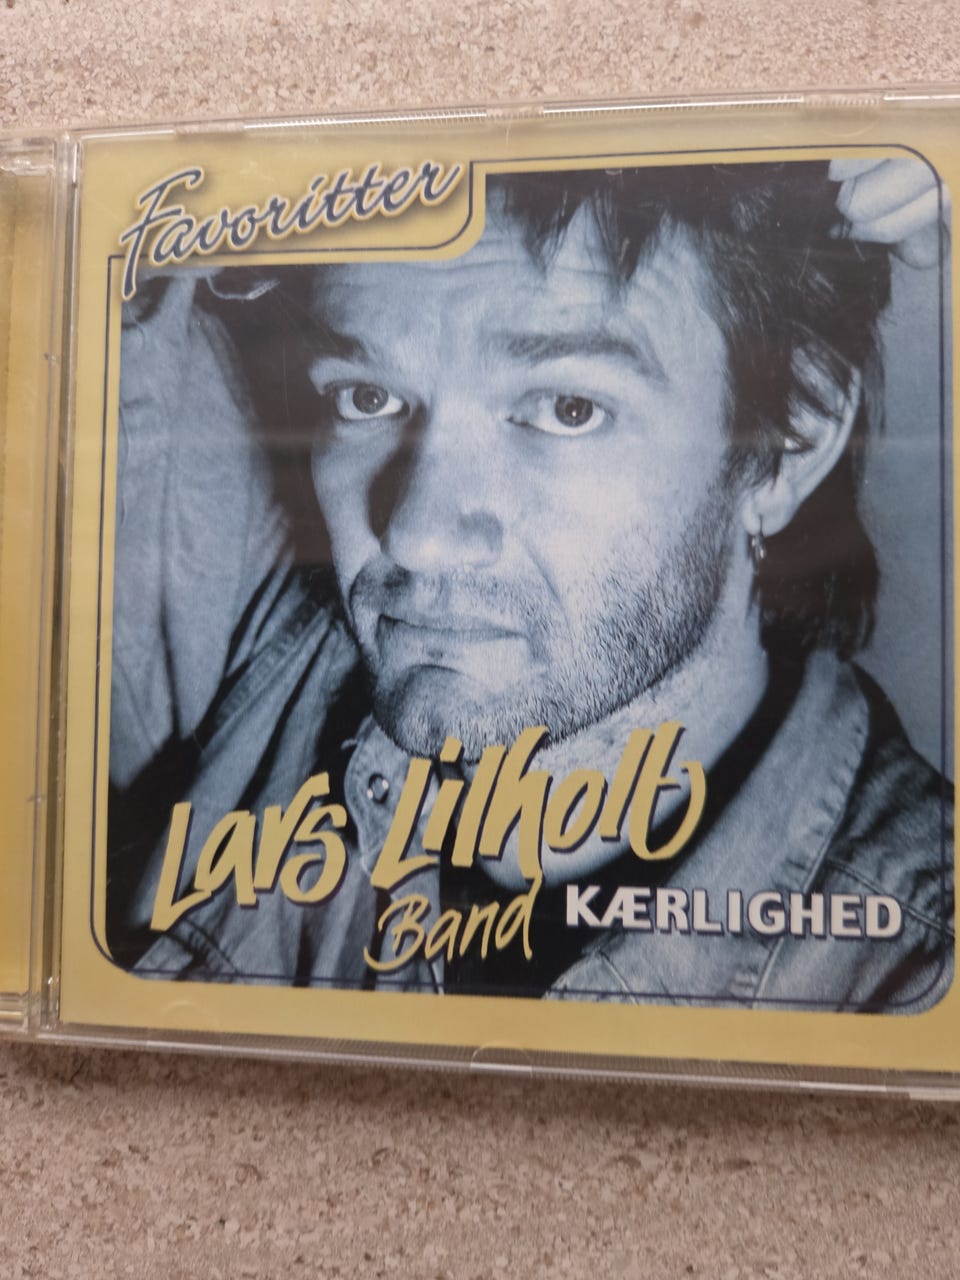 Favoritter
Lars Lilholt
Band KÆRLIGHED